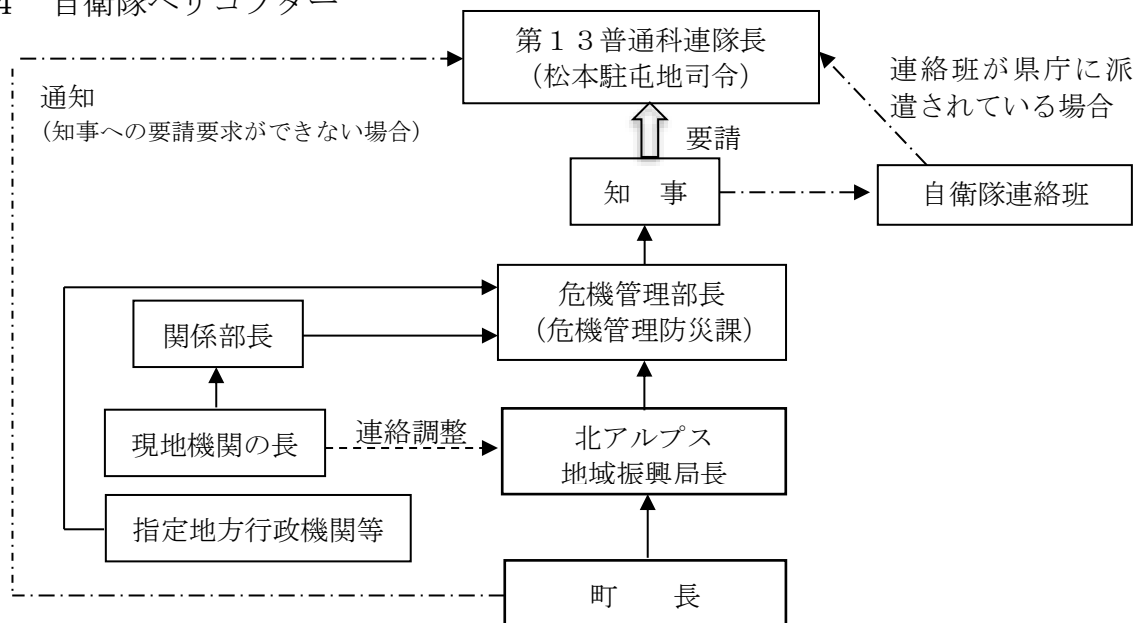 4 自衛隊ヘリコプター
第13普通科連隊長
(松本駐屯地司令)
連絡班が県庁に派
遣されている場合
通知
(知事への要請要求ができない場合)
要請
知 事
自衛隊連絡班
危機管理部長
(危機管理防災課)
関係部長
現地機関の長
連絡調整
北アルプス
地域振興局長
指定地方行政機関等
町 長